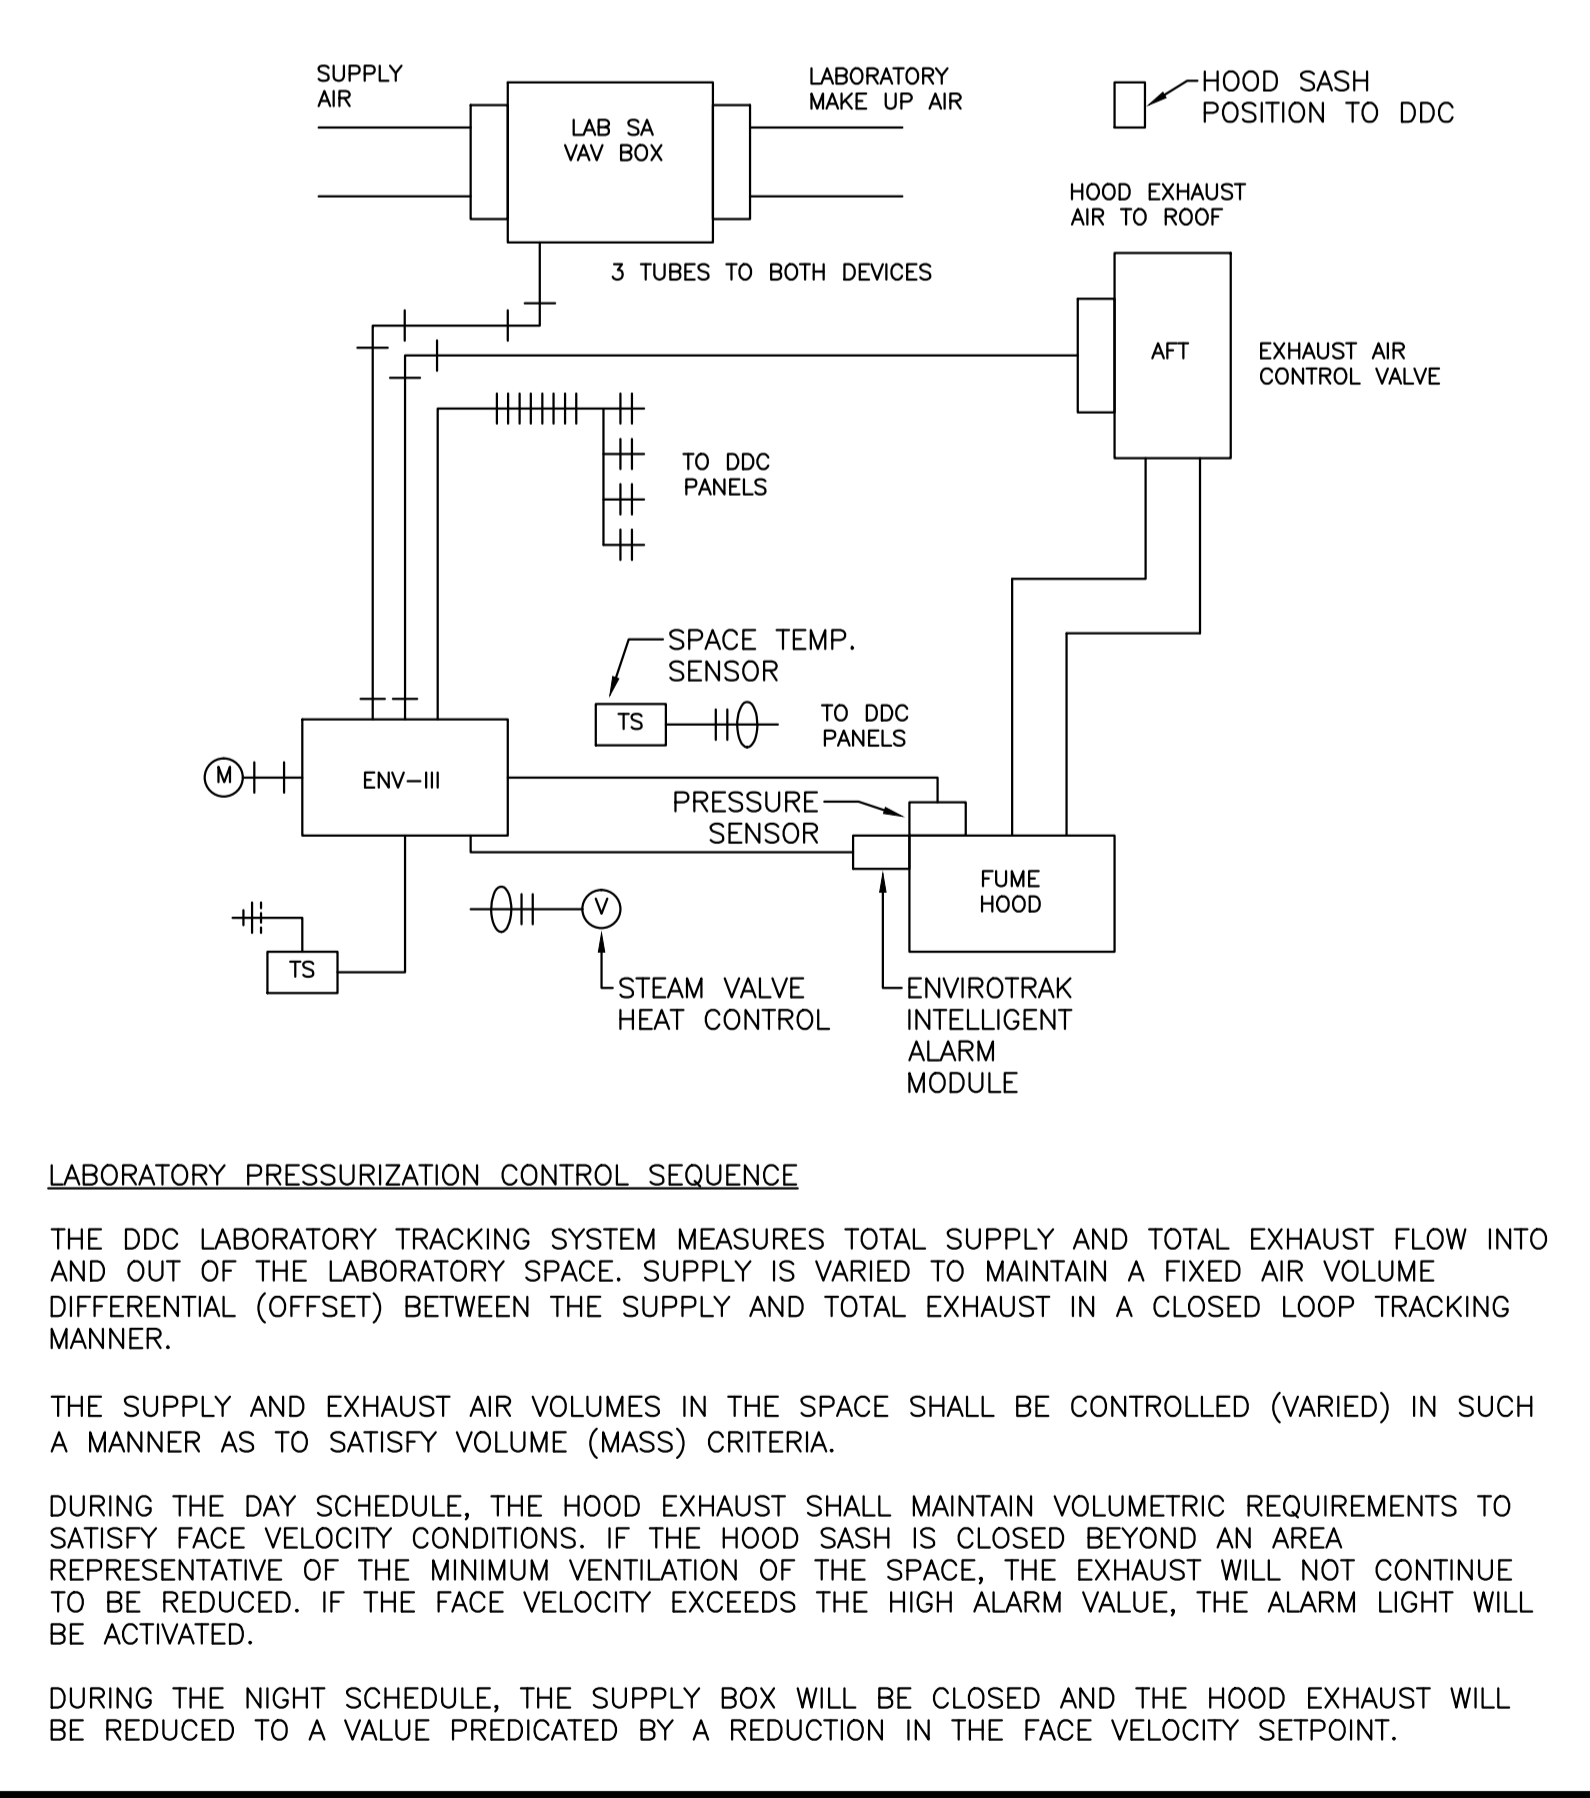 SUPPLY
AIR
LAB SA
VAV BOX
LABORATORY
MAKE UP AIR
HOOD SASH
POSITION TO DDC
HOOD EXHAUST
AIR TO ROOF
3 TUBES TO BOTH DEVICES
AFT
EXHAUST AIR
CONTROL VALVE
TO DDC
PANELS
SPACE TEMP.
SENSOR
TS
TO DDC
PANELS
M
ENV-III
PRESSURE
SENSOR
FUME
HOOD
V
TS
STEAM VALVE
HEAT CONTROL
ENVIROTRAK
INTELLIGENT
ALARM
MODULE
LABORATORY PRESSURIZATION CONTROL SEQUENCE
THE DDC LABORATORY TRACKING SYSTEM MEASURES TOTAL SUPPLY AND TOTAL EXHAUST FLOW INTO
AND OUT OF THE LABORATORY SPACE. SUPPLY IS VARIED TO MAINTAIN A FIXED AIR VOLUME
DIFFERENTIAL (OFFSET) BETWEEN THE SUPPLY AND TOTAL EXHAUST IN A CLOSED LOOP TRACKING
MANNER.
THE SUPPLY AND EXHAUST AIR VOLUMES IN THE SPACE SHALL BE CONTROLLED (VARIED) IN SUCH
A MANNER AS TO SATISFY VOLUME (MASS) CRITERIA.
DURING THE DAY SCHEDULE, THE HOOD EXHAUST SHALL MAINTAIN VOLUMETRIC REQUIREMENTS TO
SATISFY FACE VELOCITY CONDITIONS. IF THE HOOD SASH IS CLOSED BEYOND AN AREA
REPRESENTATIVE OF THE MINIMUM VENTILATION OF THE SPACE, THE EXHAUST WILL NOT CONTINUE
TO BE REDUCED. IF THE FACE VELOCITY EXCEEDS THE HIGH ALARM VALUE, THE ALARM LIGHT WILL
BE ACTIVATED.
DURING THE NIGHT SCHEDULE, THE SUPPLY BOX WILL BE CLOSED AND THE HOOD EXHAUST WILL
BE REDUCED TO A VALUE PREDICATED BY A REDUCTION IN THE FACE VELOCITY SETPOINT.